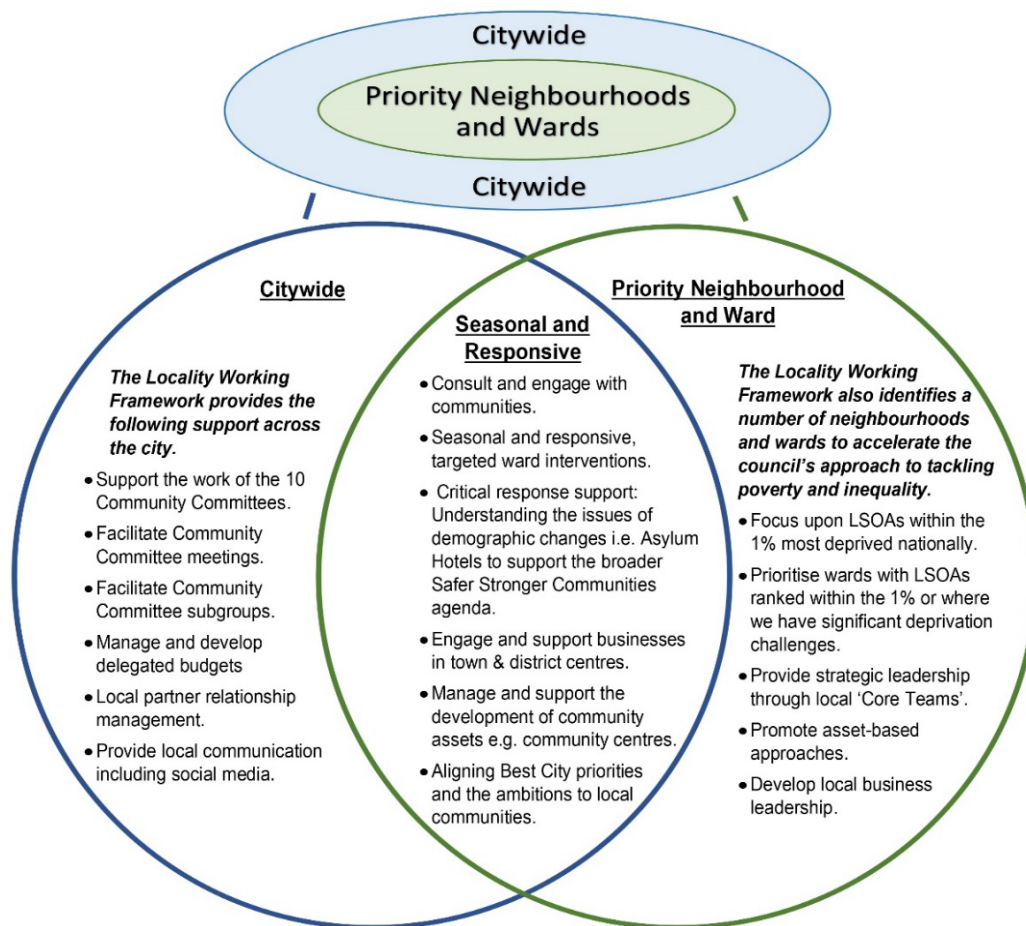 Citywide
Priority Neighbourhoods
and Wards
Citywide
Citywide
The Locality Working
Framework provides the
following support across
the city.
• Support the work of the 10
Community Committees.
• Facilitate Community
Committee meetings.
• Facilitate Community
Committee subgroups.
• Manage and develop
delegated budgets
• Local partner relationship
management.
• Provide local communication
including social media.
Seasonal and
Responsive
• Consult and engage with
communities.
• Seasonal and responsive,
targeted ward interventions.
• Critical response support:
Understanding the issues of
demographic changes i.e. Asylum
Hotels to support the broader
Safer Stronger Communities
agenda.
• Engage and support businesses
in town & district centres.
• Manage and support the
development of community
assets e.g. community centres.
• Aligning Best City priorities
and the ambitions to local
communities.
Priority Neighbourhood
and Ward
The Locality Working
Framework also identifies a
number of neighbourhoods
and wards to accelerate the
council's approach to tackling
poverty and inequality.
• Focus upon LSOAs within the
1% most deprived nationally.
• Prioritise wards with LSOAs
ranked within the 1% or where
we have significant deprivation
challenges.
• Provide strategic leadership
through local 'Core Teams'.
• Promote asset-based
approaches.
• Develop local business
leadership.